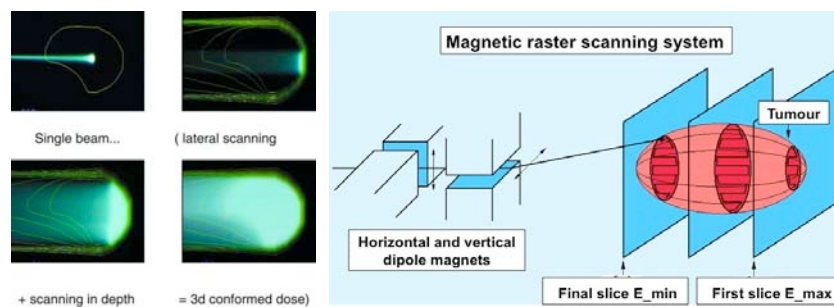 Single beam...
( lateral scanning
+ scanning in depth
= 3d conformed dose)
Magnetic raster scanning system
Tumour
Horizontal and vertical
dipole magnets
Final slice E_min
First slice E_max